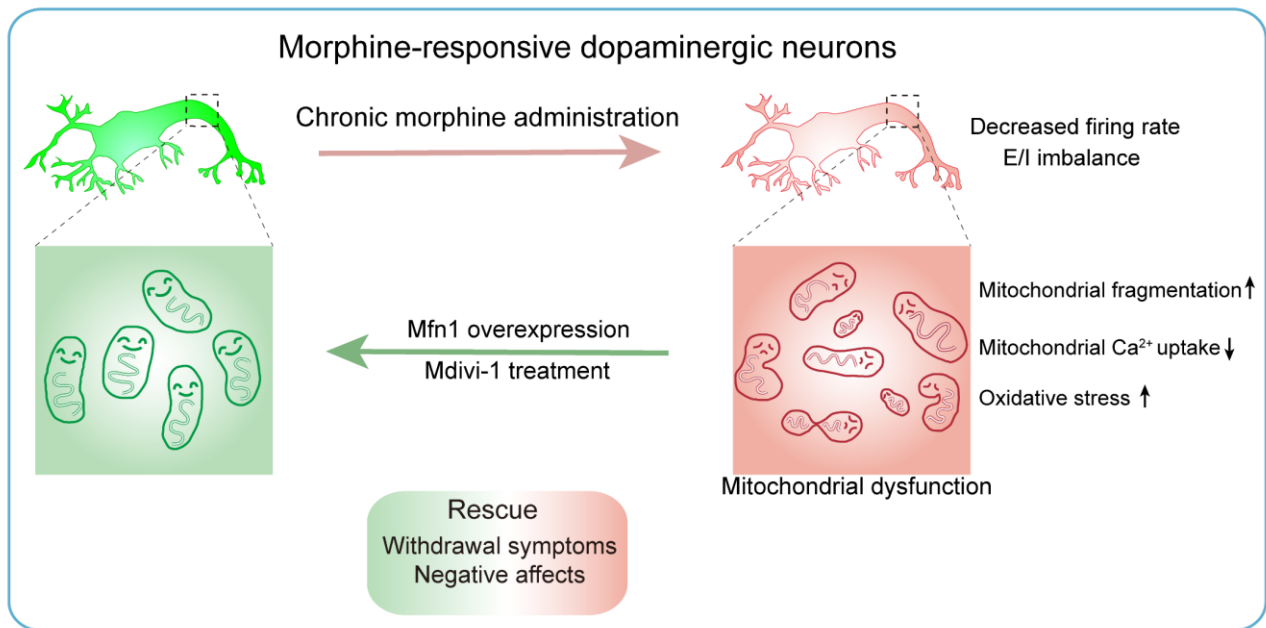 Morphine-responsive dopaminergic neurons
Chronic morphine administration
Decreased firing rate
E/I imbalance
Mfn1 overexpression
Mdivi-1 treatment
Mitochondrial fragmentation↑
Mitochondrial Ca²⁺ uptake↓
Oxidative stress ↑
Mitochondrial dysfunction
Rescue
Withdrawal symptoms
Negative affects